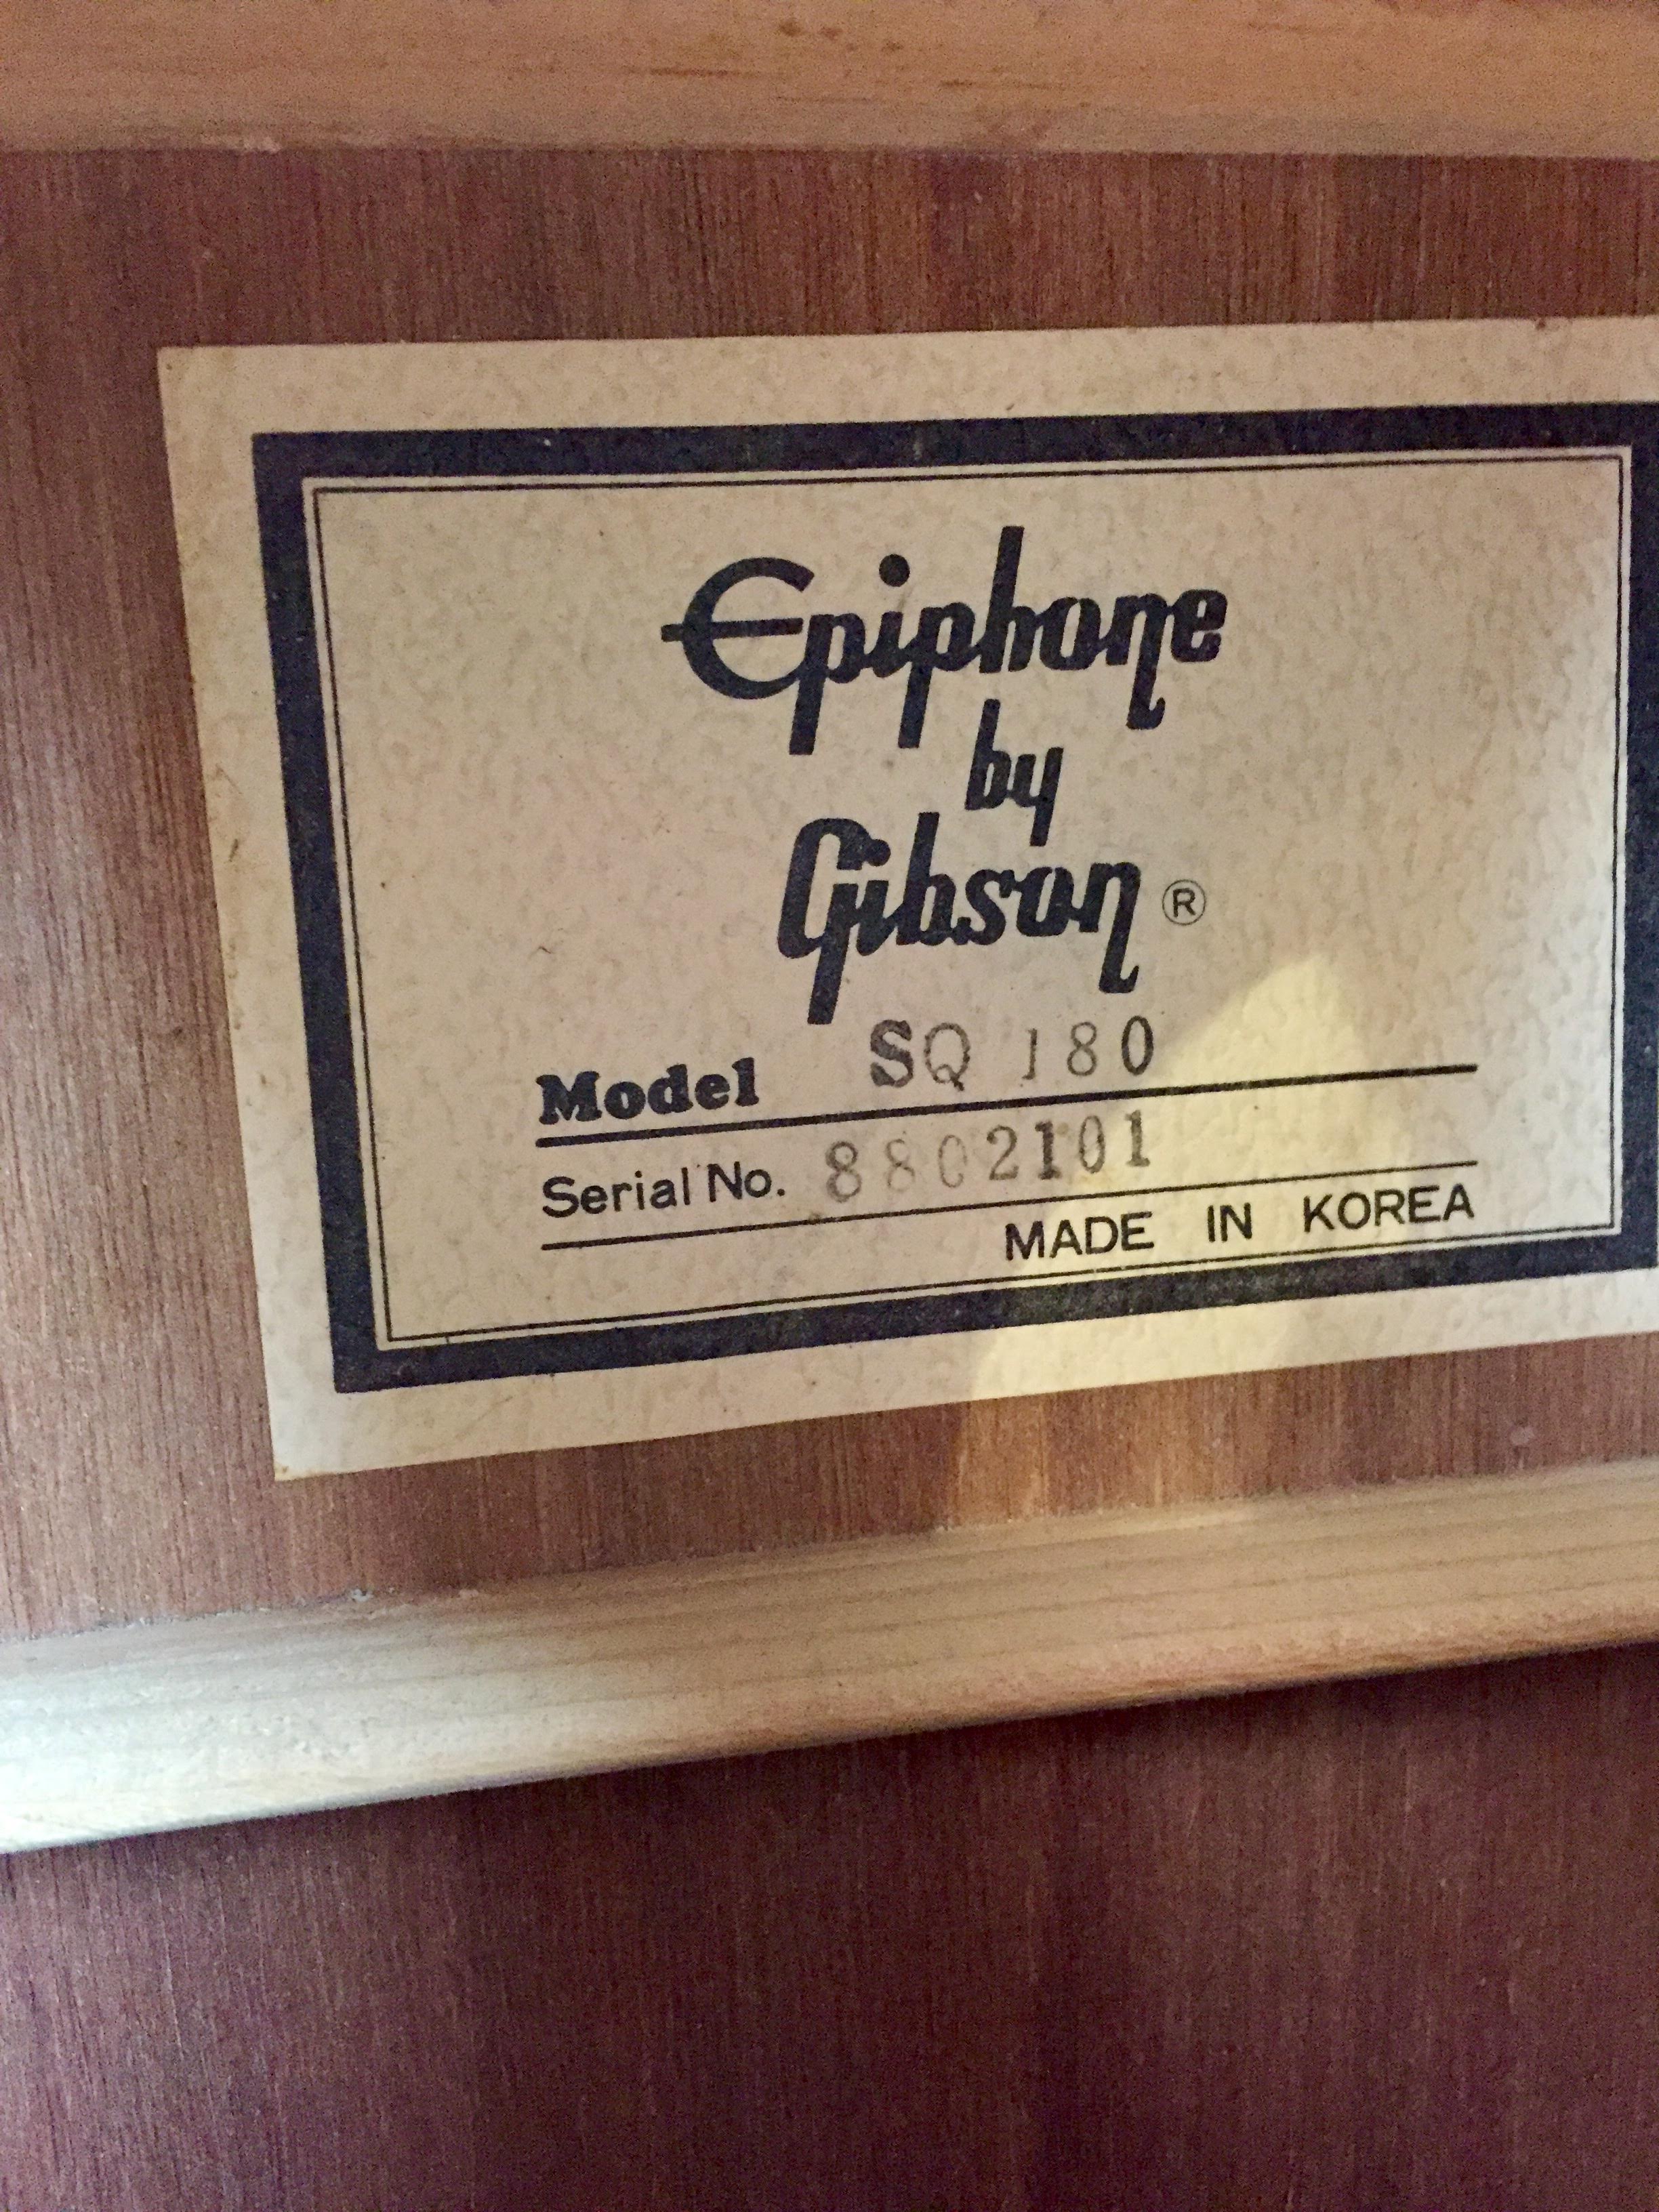 Epiphone
by
Gibson®
Model SQ 180
Serial No. 8802101
MADE IN KOREA